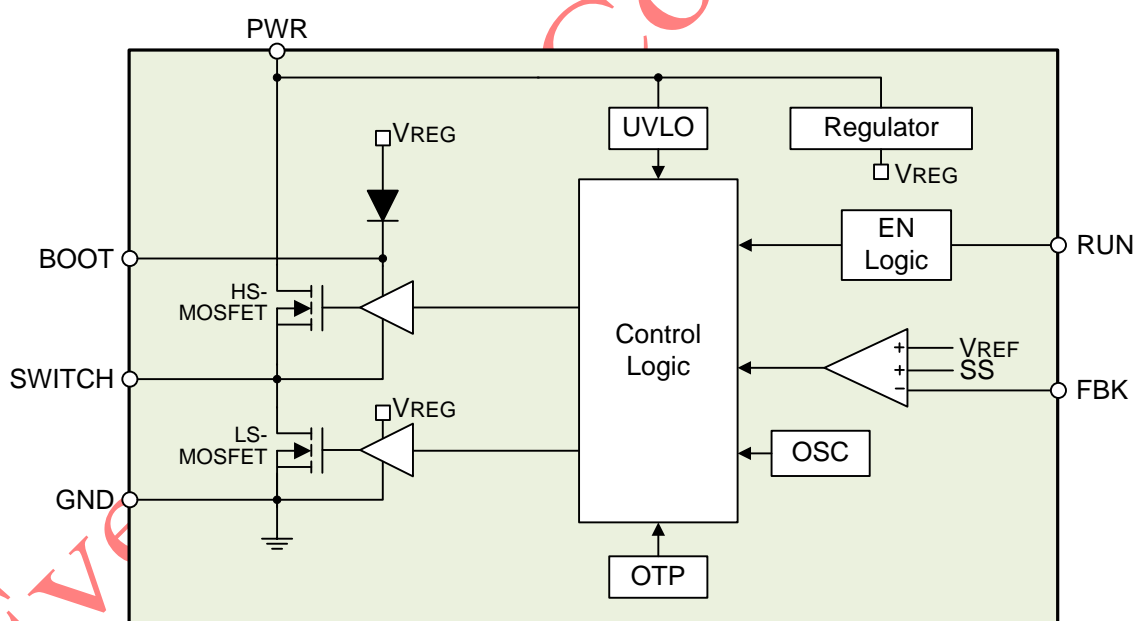 PWR
UVLO
Regulator
VREG
VREG
BOOT
EN
Logic
RUN
HS-
MOSFET
Control
Logic
VREF
SS
SWITCH
FBK
VREG
LS-
MOSFET
OSC
GND
OTP